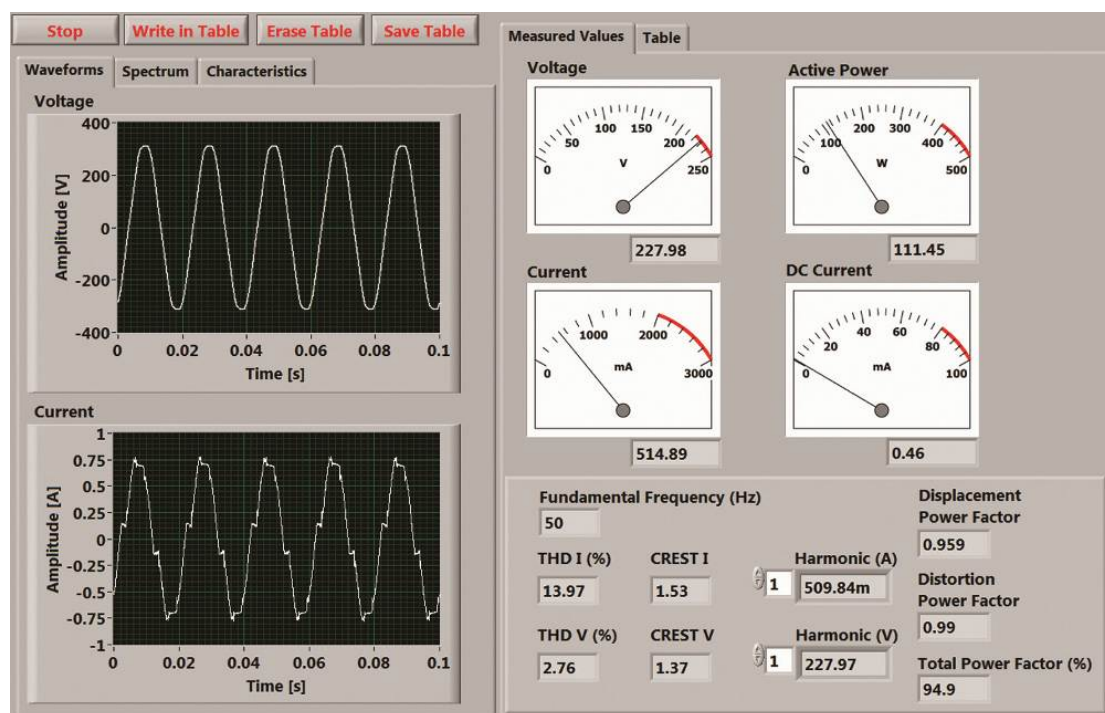 Stop Write in Table Erase Table Save Table
Waveforms Spectrum Characteristics
Voltage
400
200
0
-200
-400
Amplitude [V]
0 0.02 0.04 0.06 0.08 0.1
Time [s]
Current
1
0.75
0.5
0.25
0
-0.25
-0.5
-0.75
-1
Amplitude [A]
0 0.02 0.04 0.06 0.08 0.1
Time [s]
Measured Values Table
Voltage
0 50 100 150 200 250
V
227.98
Active Power
0 100 200 300 400 500
W
111.45
Current
0 1000 2000 3000
mA
514.89
DC Current
0 20 40 60 80 100
mA
0.46
Fundamental Frequency (Hz)
50
THD I (%) CREST I Harmonic (A)
13.97 1.53 1 509.84m
THD V (%) CREST V Harmonic (V)
2.76 1.37 1 227.97
Displacement
Power Factor
0.959
Distortion
Power Factor
0.99
Total Power Factor (%)
94.9